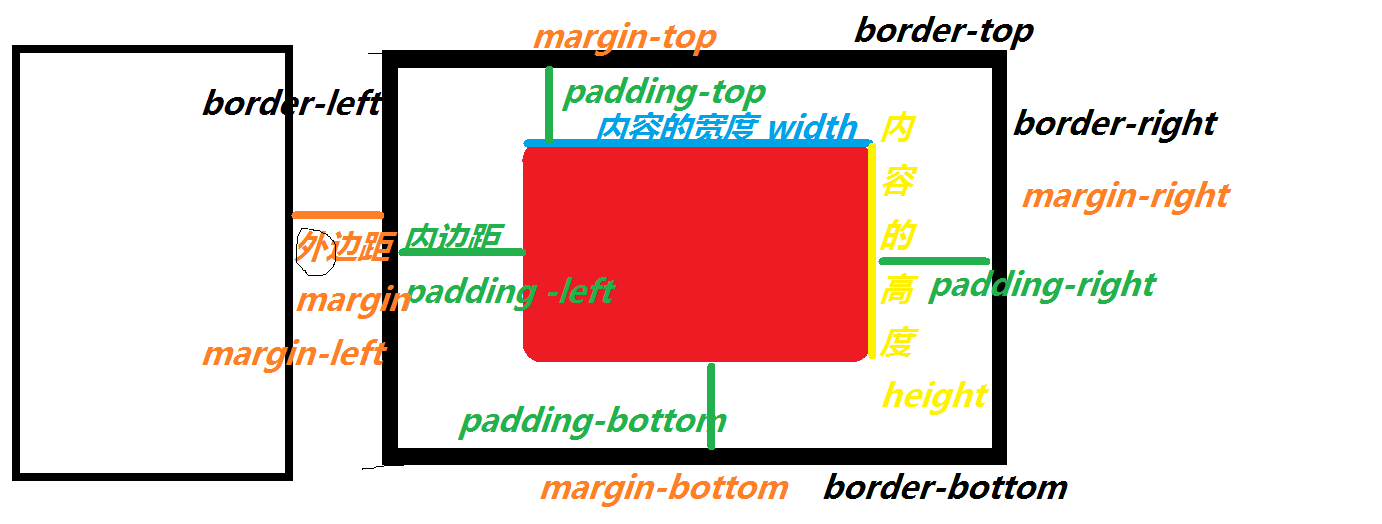 border-top
margin-top
padding-top
border-left
内容的宽度 width
border-right
内容的高度
height
margin-right
外边距
margin
margin-left
内边距
padding -left
padding-right
padding-bottom
margin-bottom
border-bottom